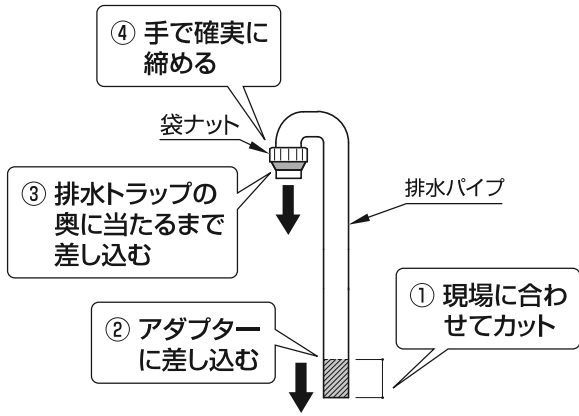 ④ 手で確実に
締める
袋ナット
③ 排水トラップの
奥に当たるまで
差し込む
排水パイプ
① 現場に合わ
せてカット
② アダプター
に差し込む